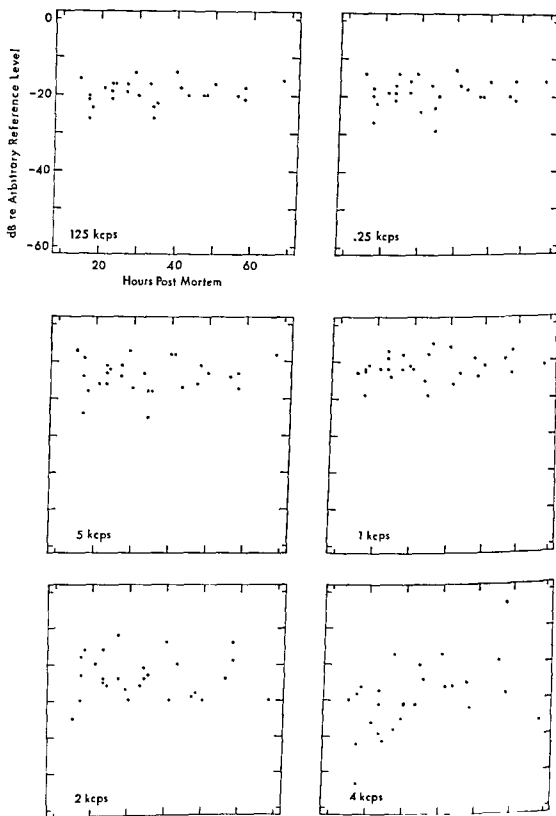 0
-20
-40
-60
dB re Arbitrary Reference Level
125 kcps
20 40 60
Hours Post Mortem
.25 kcps
5 kcps
1 kcps
2 kcps
4 kcps